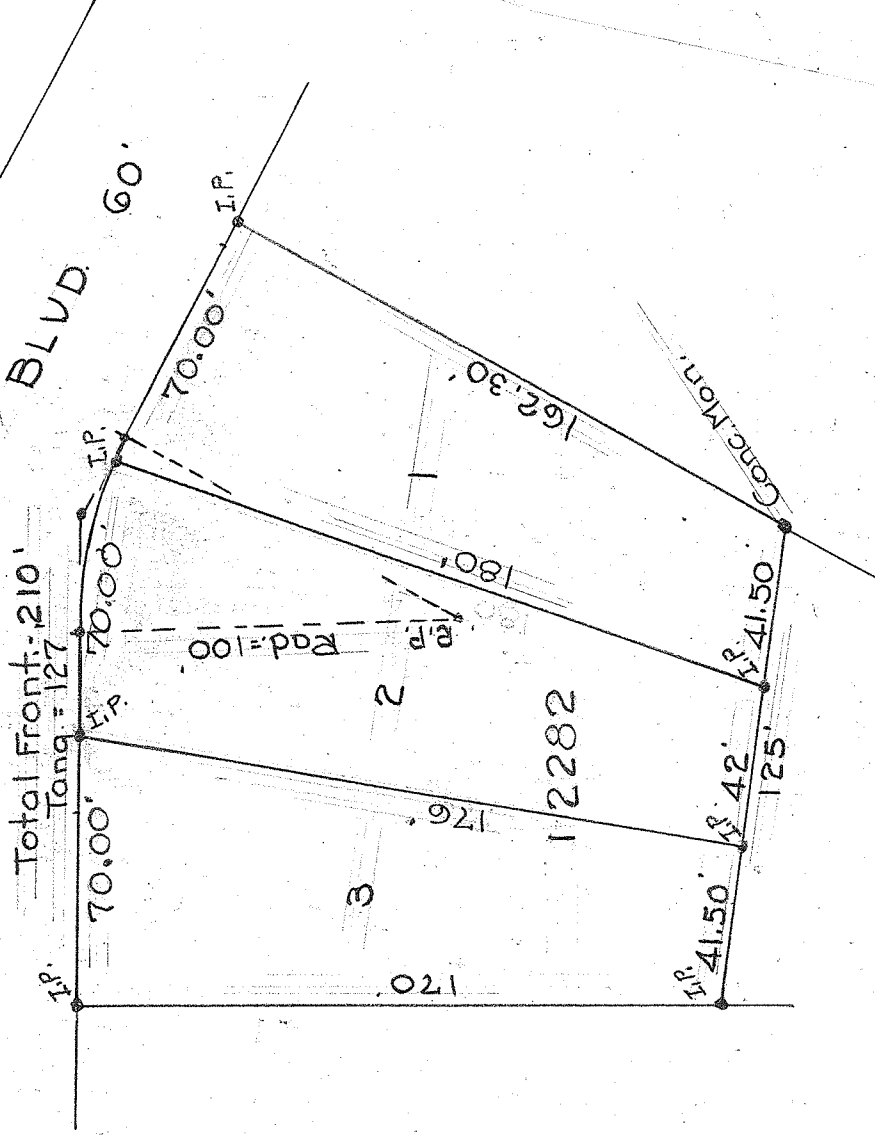 BLVD. 60'
Total Front.- 210'
Tang. = 127
I.P.
70.00'
I.P.
70.00'
I.P.
70.00'
I.P.
162.30'
1
180'
Rad=100'
R.P.
2
12282
176'
3
170'
Conc. Mon.
41.50
I.P.
42'
125'
I.P.
41.50'
I.P.